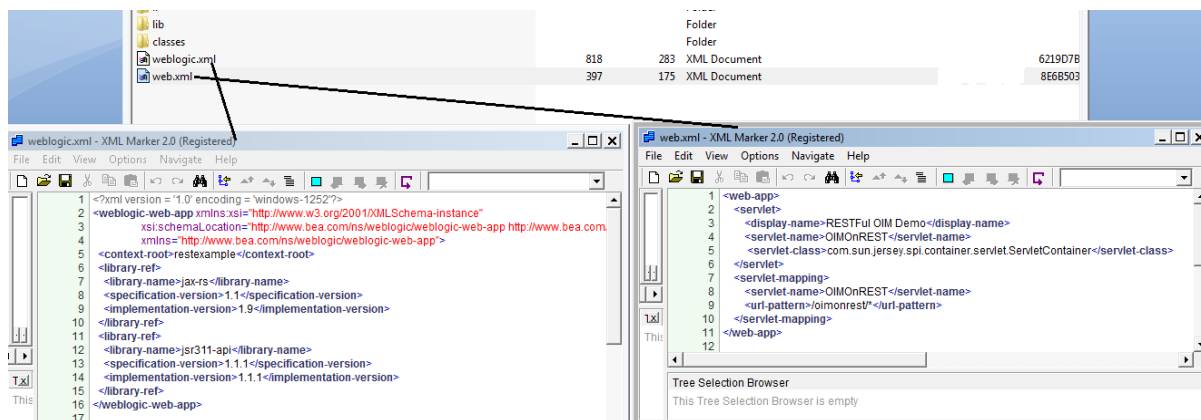 Folder
lib Folder
classes Folder
weblogic.xml 818 283 XML Document 6219D7B
web.xml 397 175 XML Document 8E6B503
weblogic.xml - XML Marker 2.0 (Registered)
File Edit View Options Navigate Help
1 <?xml version = '1.0' encoding = 'windows-1252'?>
2 <weblogic-web-app xmlns:xsi="http://www.w3.org/2001/XMLSchema-instance"
3 xsi:schemaLocation="http://www.bea.com/ns/weblogic/weblogic-web-app http://www.bea.com/
4 xmlns="http://www.bea.com/ns/weblogic/weblogic-web-app">
5 <context-root>restexample</context-root>
6 <library-ref>
7 <library-name>jax-rs</library-name>
8 <specification-version>1.1</specification-version>
9 <implementation-version>1.9</implementation-version>
10 </library-ref>
11 <library-ref>
12 <library-name>jsr311-api</library-name>
13 <specification-version>1.1.1</specification-version>
14 <implementation-version>1.1.1</implementation-version>
15 </library-ref>
16 </weblogic-web-app>
17
This
web.xml - XML Marker 2.0 (Registered)
File Edit View Options Navigate Help
1 <web-app>
2 <servlet>
3 <display-name>RESTFul OIM Demo</display-name>
4 <servlet-name>OIMOnREST</servlet-name>
5 <servlet-class>com.sun.jersey.spi.container.servlet.ServletContainer</servlet-class>
6 </servlet>
7 <servlet-mapping>
8 <servlet-name>OIMOnREST</servlet-name>
9 <url-pattern>/oimonrest/*</url-pattern>
10 </servlet-mapping>
11 </web-app>
12
This
Tree Selection Browser
This Tree Selection Browser is empty